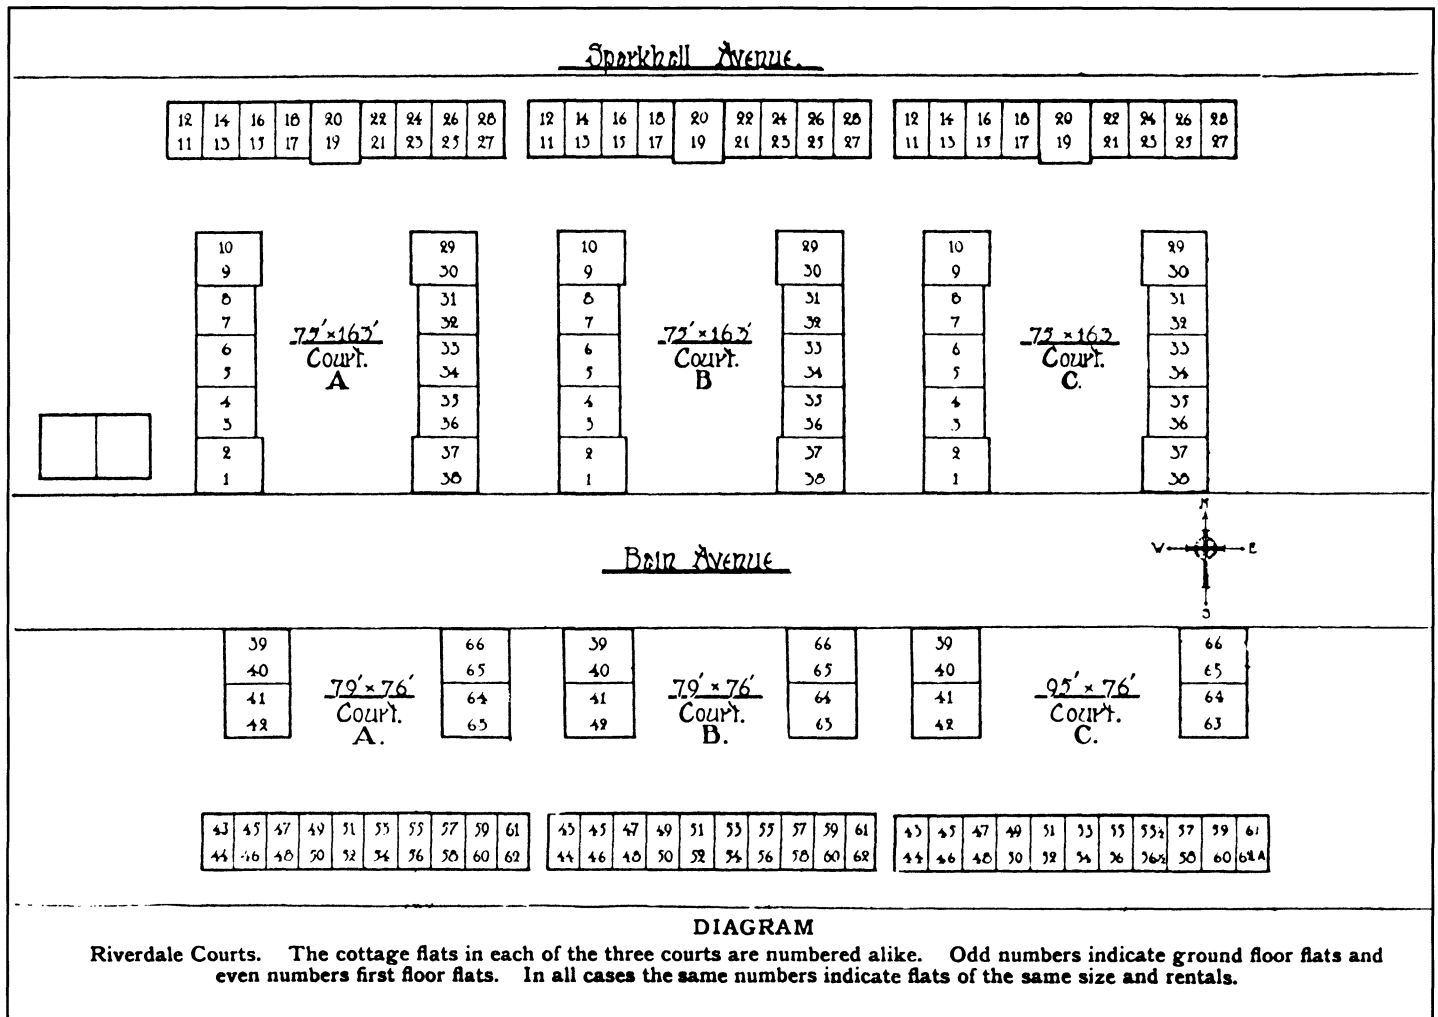 Sparkhall Avenue.
12 14 16 18 20 22 24 26 28 12 14 16 18 20 22 24 26 28 12 14 16 18 20 22 24 26 28
11 13 15 17 19 21 23 25 27 11 13 15 17 19 21 23 25 27 11 13 15 17 19 21 23 25 27
10 29 10 29 10 29
9 30 9 30 9 30
8 31 8 31 8 31
7 32 7 32 7 32
75'×163' 75'×163' 75×163
6 33 6 33 6 33
Court. Court. Court.
5 34 5 34 5 34
A B C.
4 35 4 35 4 35
3 36 3 36 3 36
2 37 2 37 2 37
1 38 1 38 1 38
N
Bain Avenue
W E
S
39 66 39 66 39 66
40 65 40 65 40 65
79'×76' 79'×76' 95'×76'
41 64 41 64 41 64
Court. Court. Court.
42 63 42 63 42 63
A. B. C.
43 45 47 49 51 53 55 57 59 61 43 45 47 49 51 53 55 57 59 61 43 45 47 49 51 53 55 55½ 57 59 61
44 46 48 50 52 54 56 58 60 62 44 46 48 50 52 54 56 58 60 62 44 46 48 50 52 54 56 56½ 58 60 62A
DIAGRAM
Riverdale Courts. The cottage flats in each of the three courts are numbered alike. Odd numbers indicate ground floor flats and
even numbers first floor flats. In all cases the same numbers indicate flats of the same size and rentals.